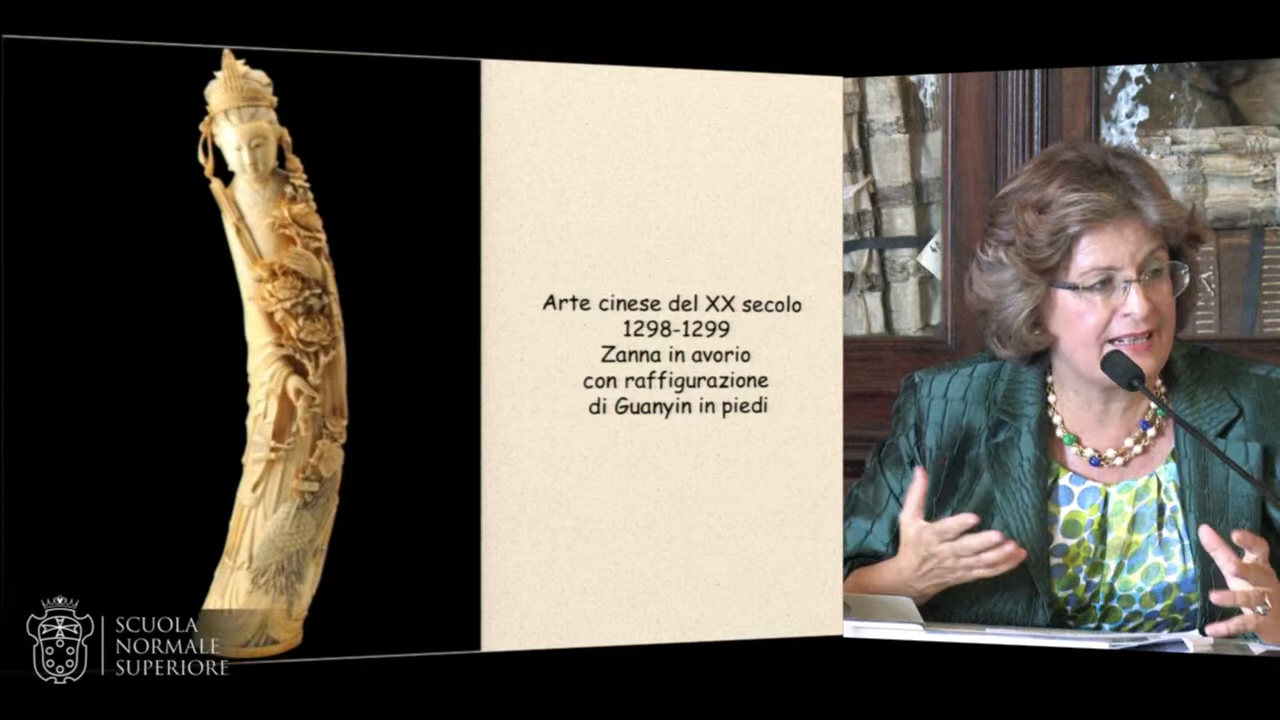 Arte cinese del XX secolo
1298-1299
Zanna in avorio
con raffigurazione
di Guanyin in piedi
SCUOLA
NORMALE
SUPERIORE